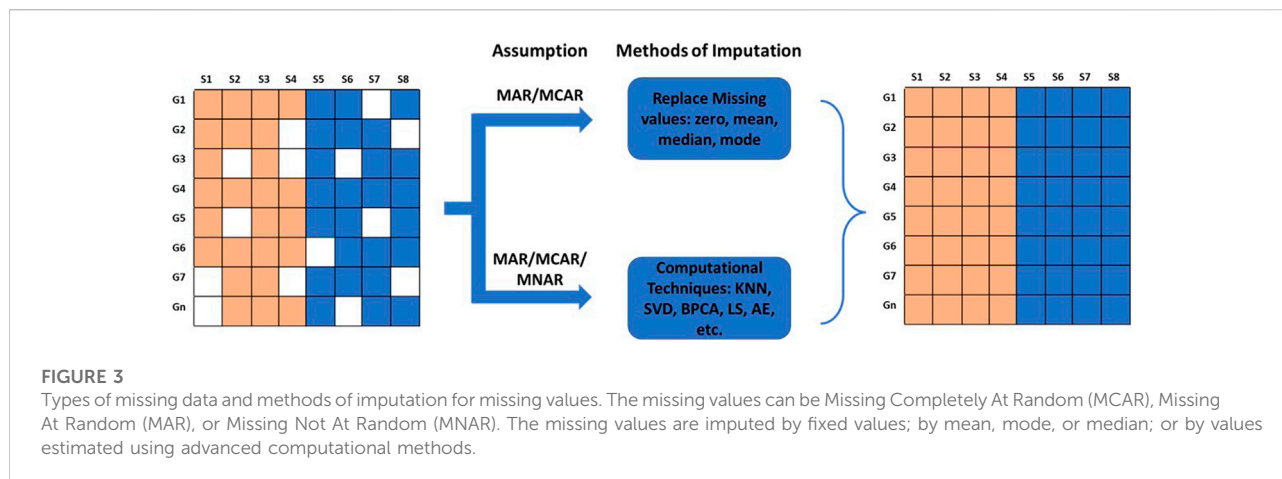 Assumption Methods of Imputation
S1 S2 S3 S4 S5 S6 S7 S8
G1
G2
G3
G4
G5
G6
G7
Gn
MAR/MCAR
MAR/MCAR/
MNAR
Replace Missing
values: zero, mean,
median, mode
Computational
Techniques: KNN,
SVD, BPCA, LS, AE,
etc.
S1 S2 S3 S4 S5 S6 S7 S8
G1
G2
G3
G4
G5
G6
G7
Gn
FIGURE 3
Types of missing data and methods of imputation for missing values. The missing values can be Missing Completely At Random (MCAR), Missing
At Random (MAR), or Missing Not At Random (MNAR). The missing values are imputed by fixed values; by mean, mode, or median; or by values
estimated using advanced computational methods.